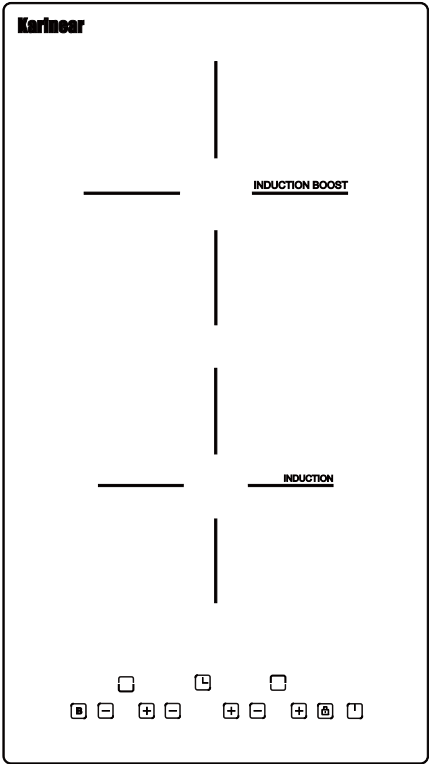 Karinear
INDUCTION BOOST
INDUCTION
− + − + − +
B